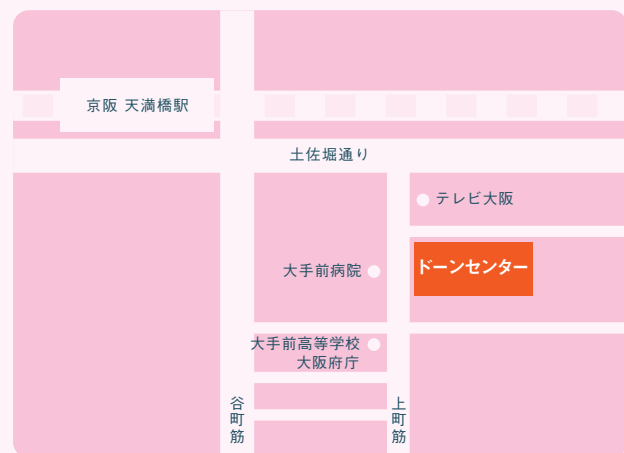 京阪 天満橋駅
土佐堀通り
テレビ大阪
ドーンセンター
大手前病院
大手前高等学校
大阪府庁
谷町筋
上町筋